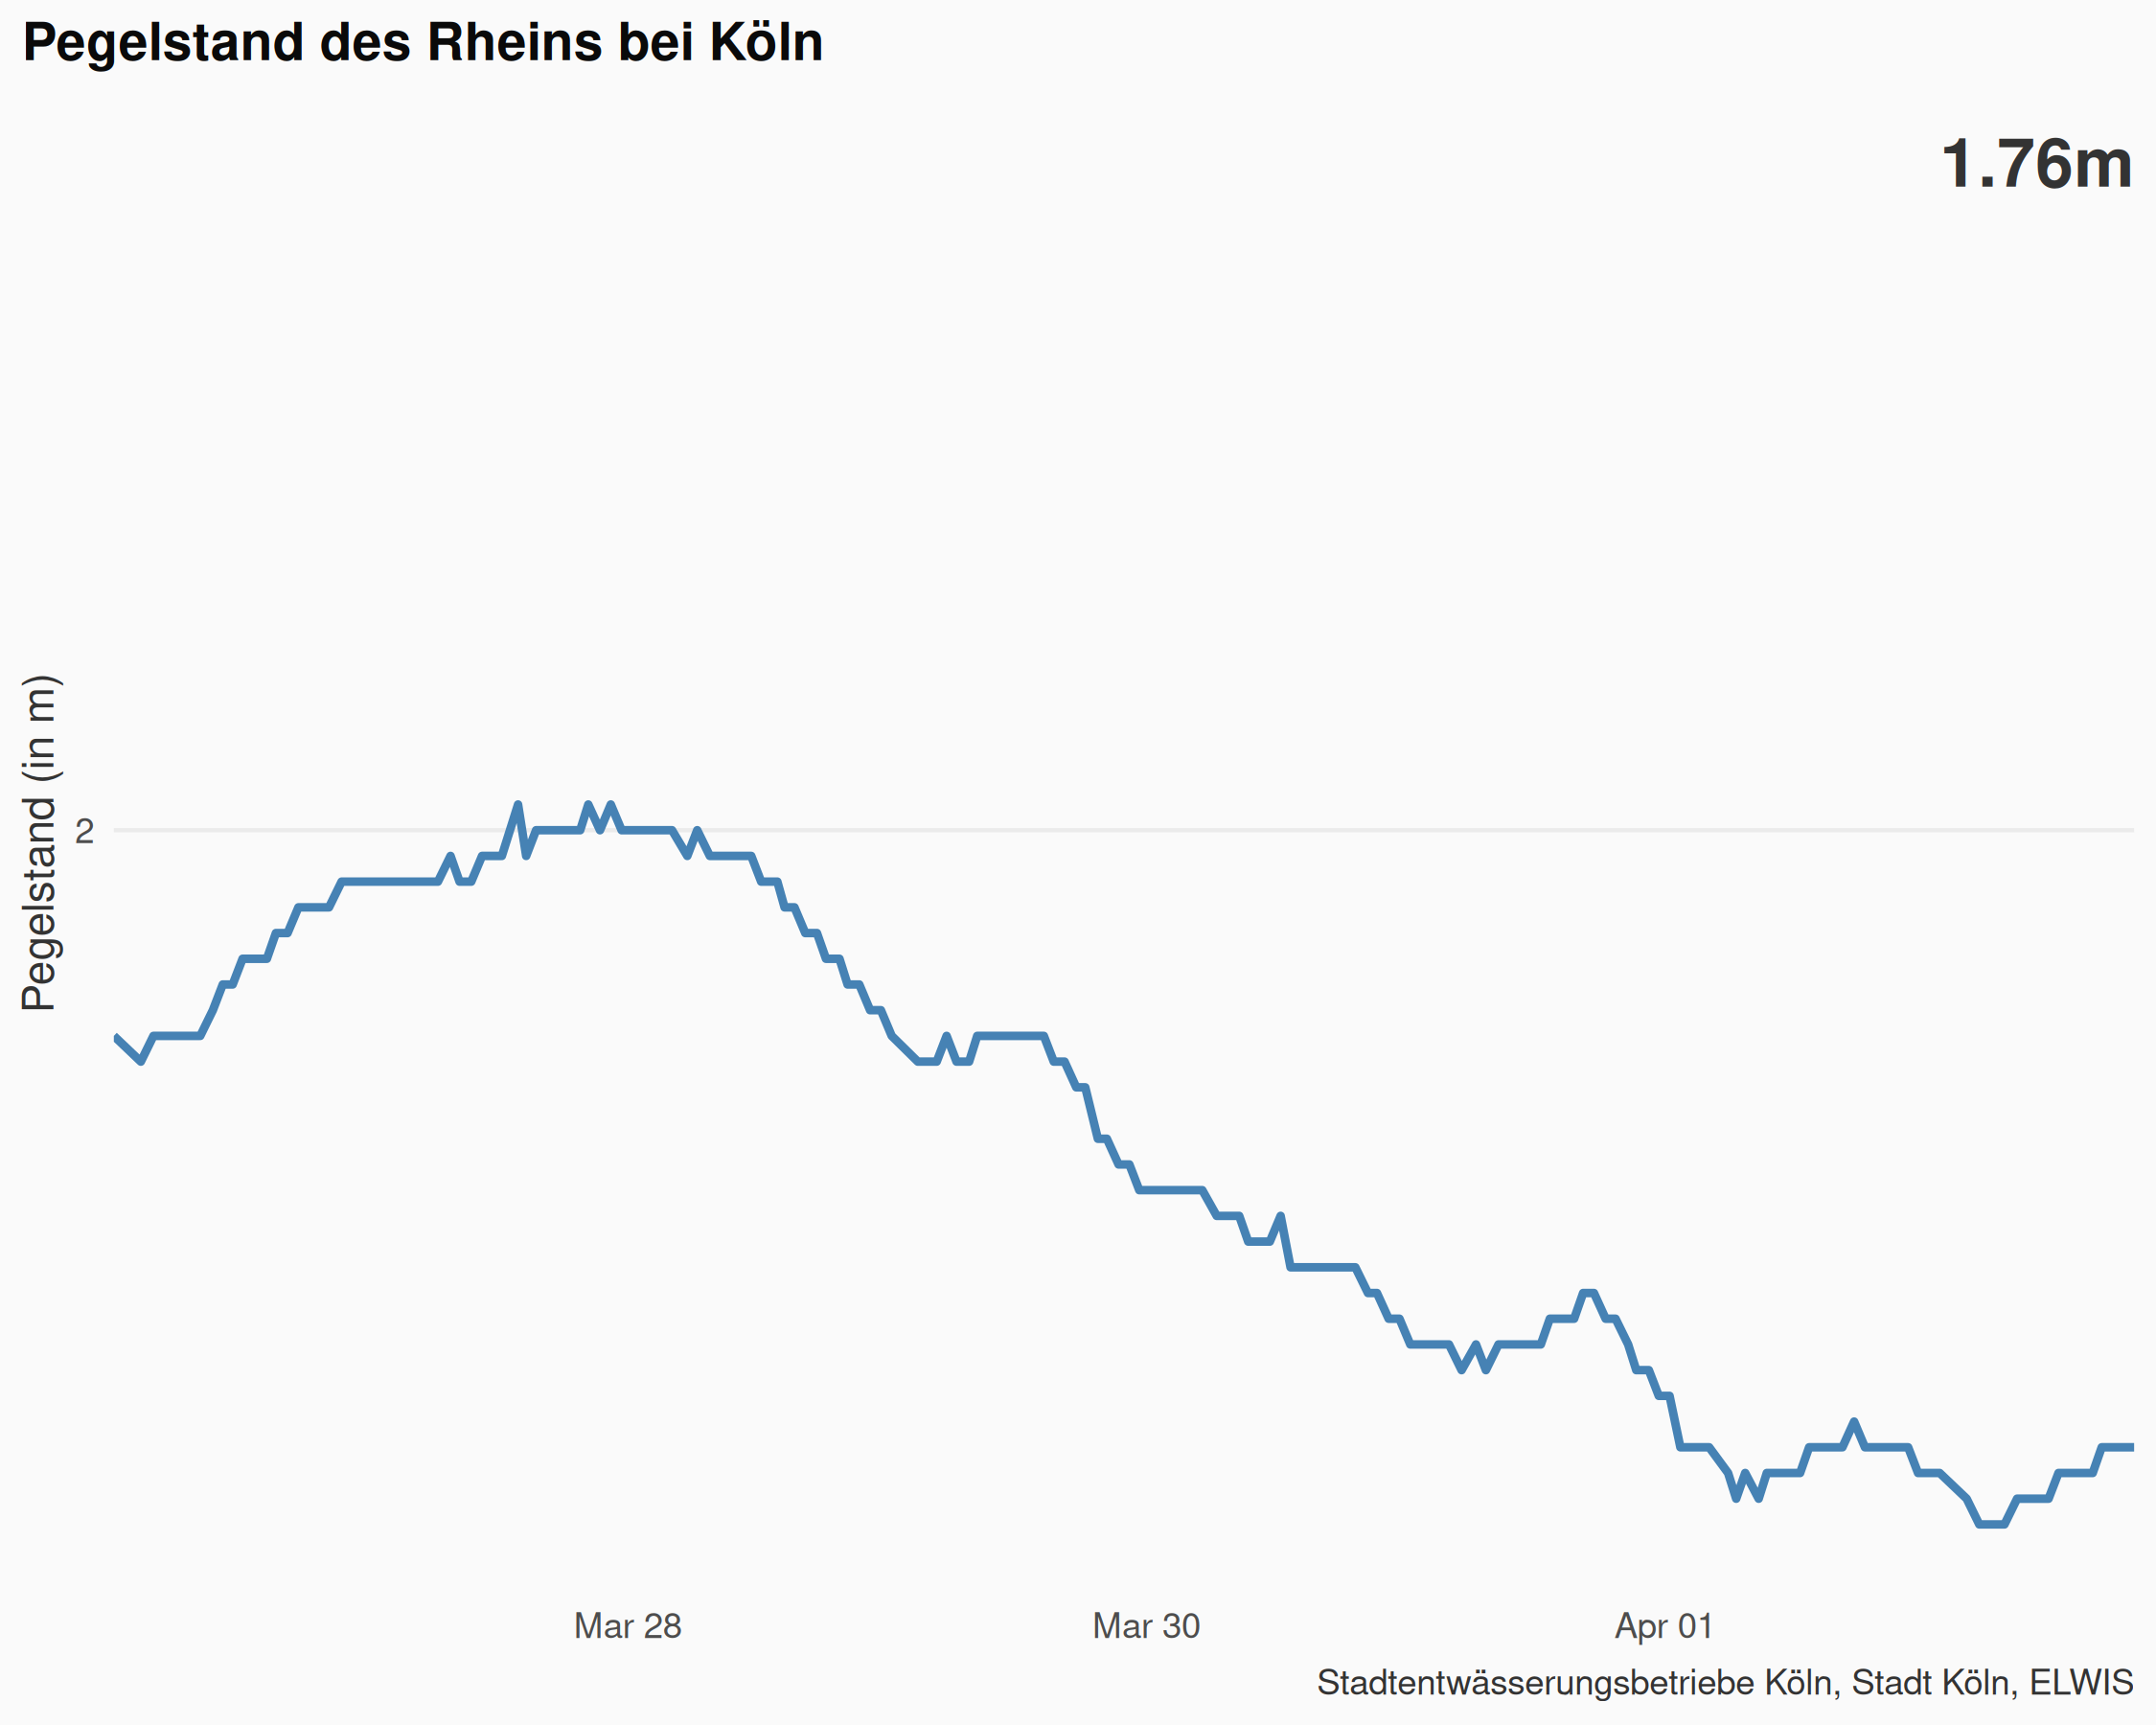 Pegelstand des Rheins bei Köln
1.76m
Pegelstand (in m)
2
Mar 28
Mar 30
Apr 01
Stadtentwässerungsbetriebe Köln, Stadt Köln, ELWIS